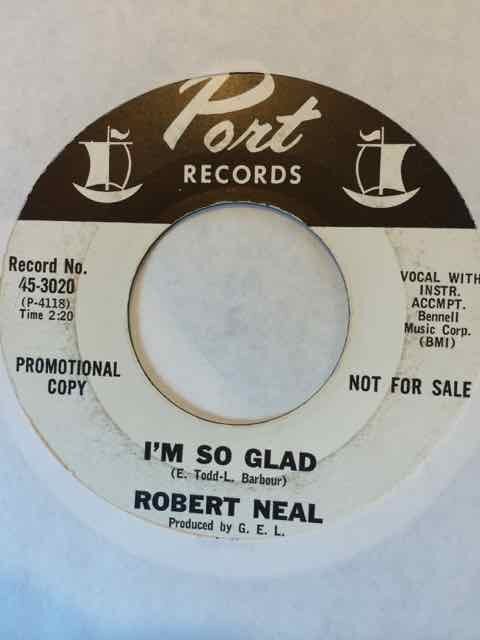 Port
RECORDS
Record No.
45-3020
(P-4118)
Time 2:20
PROMOTIONAL
COPY
VOCAL WITH
INSTR.
ACCMPT.
Bennell
Music Corp.
(BMI)
NOT FOR SALE
I'M SO GLAD
(E. Todd-L. Barbour)
ROBERT NEAL
Produced by G. E. L.